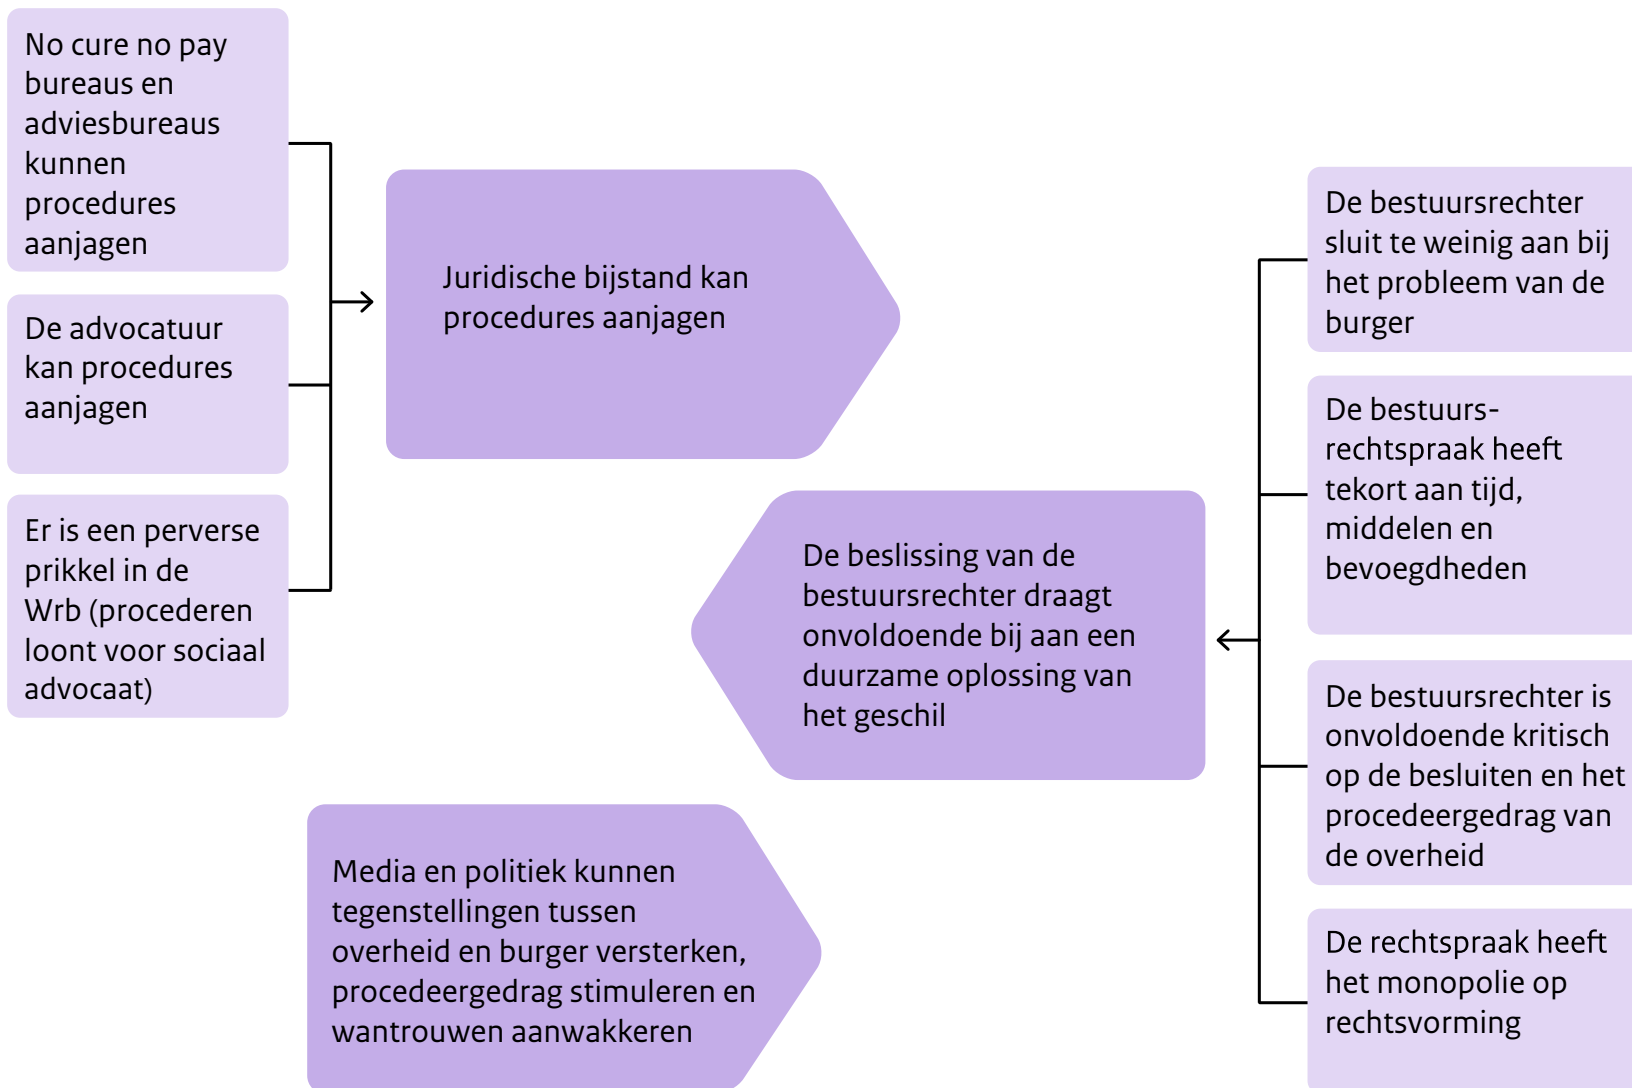 No cure no pay
bureaus en
adviesbureaus
kunnen
procedures
aanjagen
De advocatuur
kan procedures
aanjagen
Er is een perverse
prikkel in de
Wrb (procederen
loont voor sociaal
advocaat)
Juridische bijstand kan
procedures aanjagen
De beslissing van de
bestuursrechter draagt
onvoldoende bij aan een
duurzame oplossing van
het geschil
Media en politiek kunnen
tegenstellingen tussen
overheid en burger versterken,
procedeergedrag stimuleren en
wantrouwen aanwakkeren
De bestuursrechter
sluit te weinig aan bij
het probleem van de
burger
De bestuurs-
rechtspraak heeft
tekort aan tijd,
middelen en
bevoegdheden
De bestuursrechter is
onvoldoende kritisch
op de besluiten en het
procedeergedrag van
de overheid
De rechtspraak heeft
het monopolie op
rechtsvorming